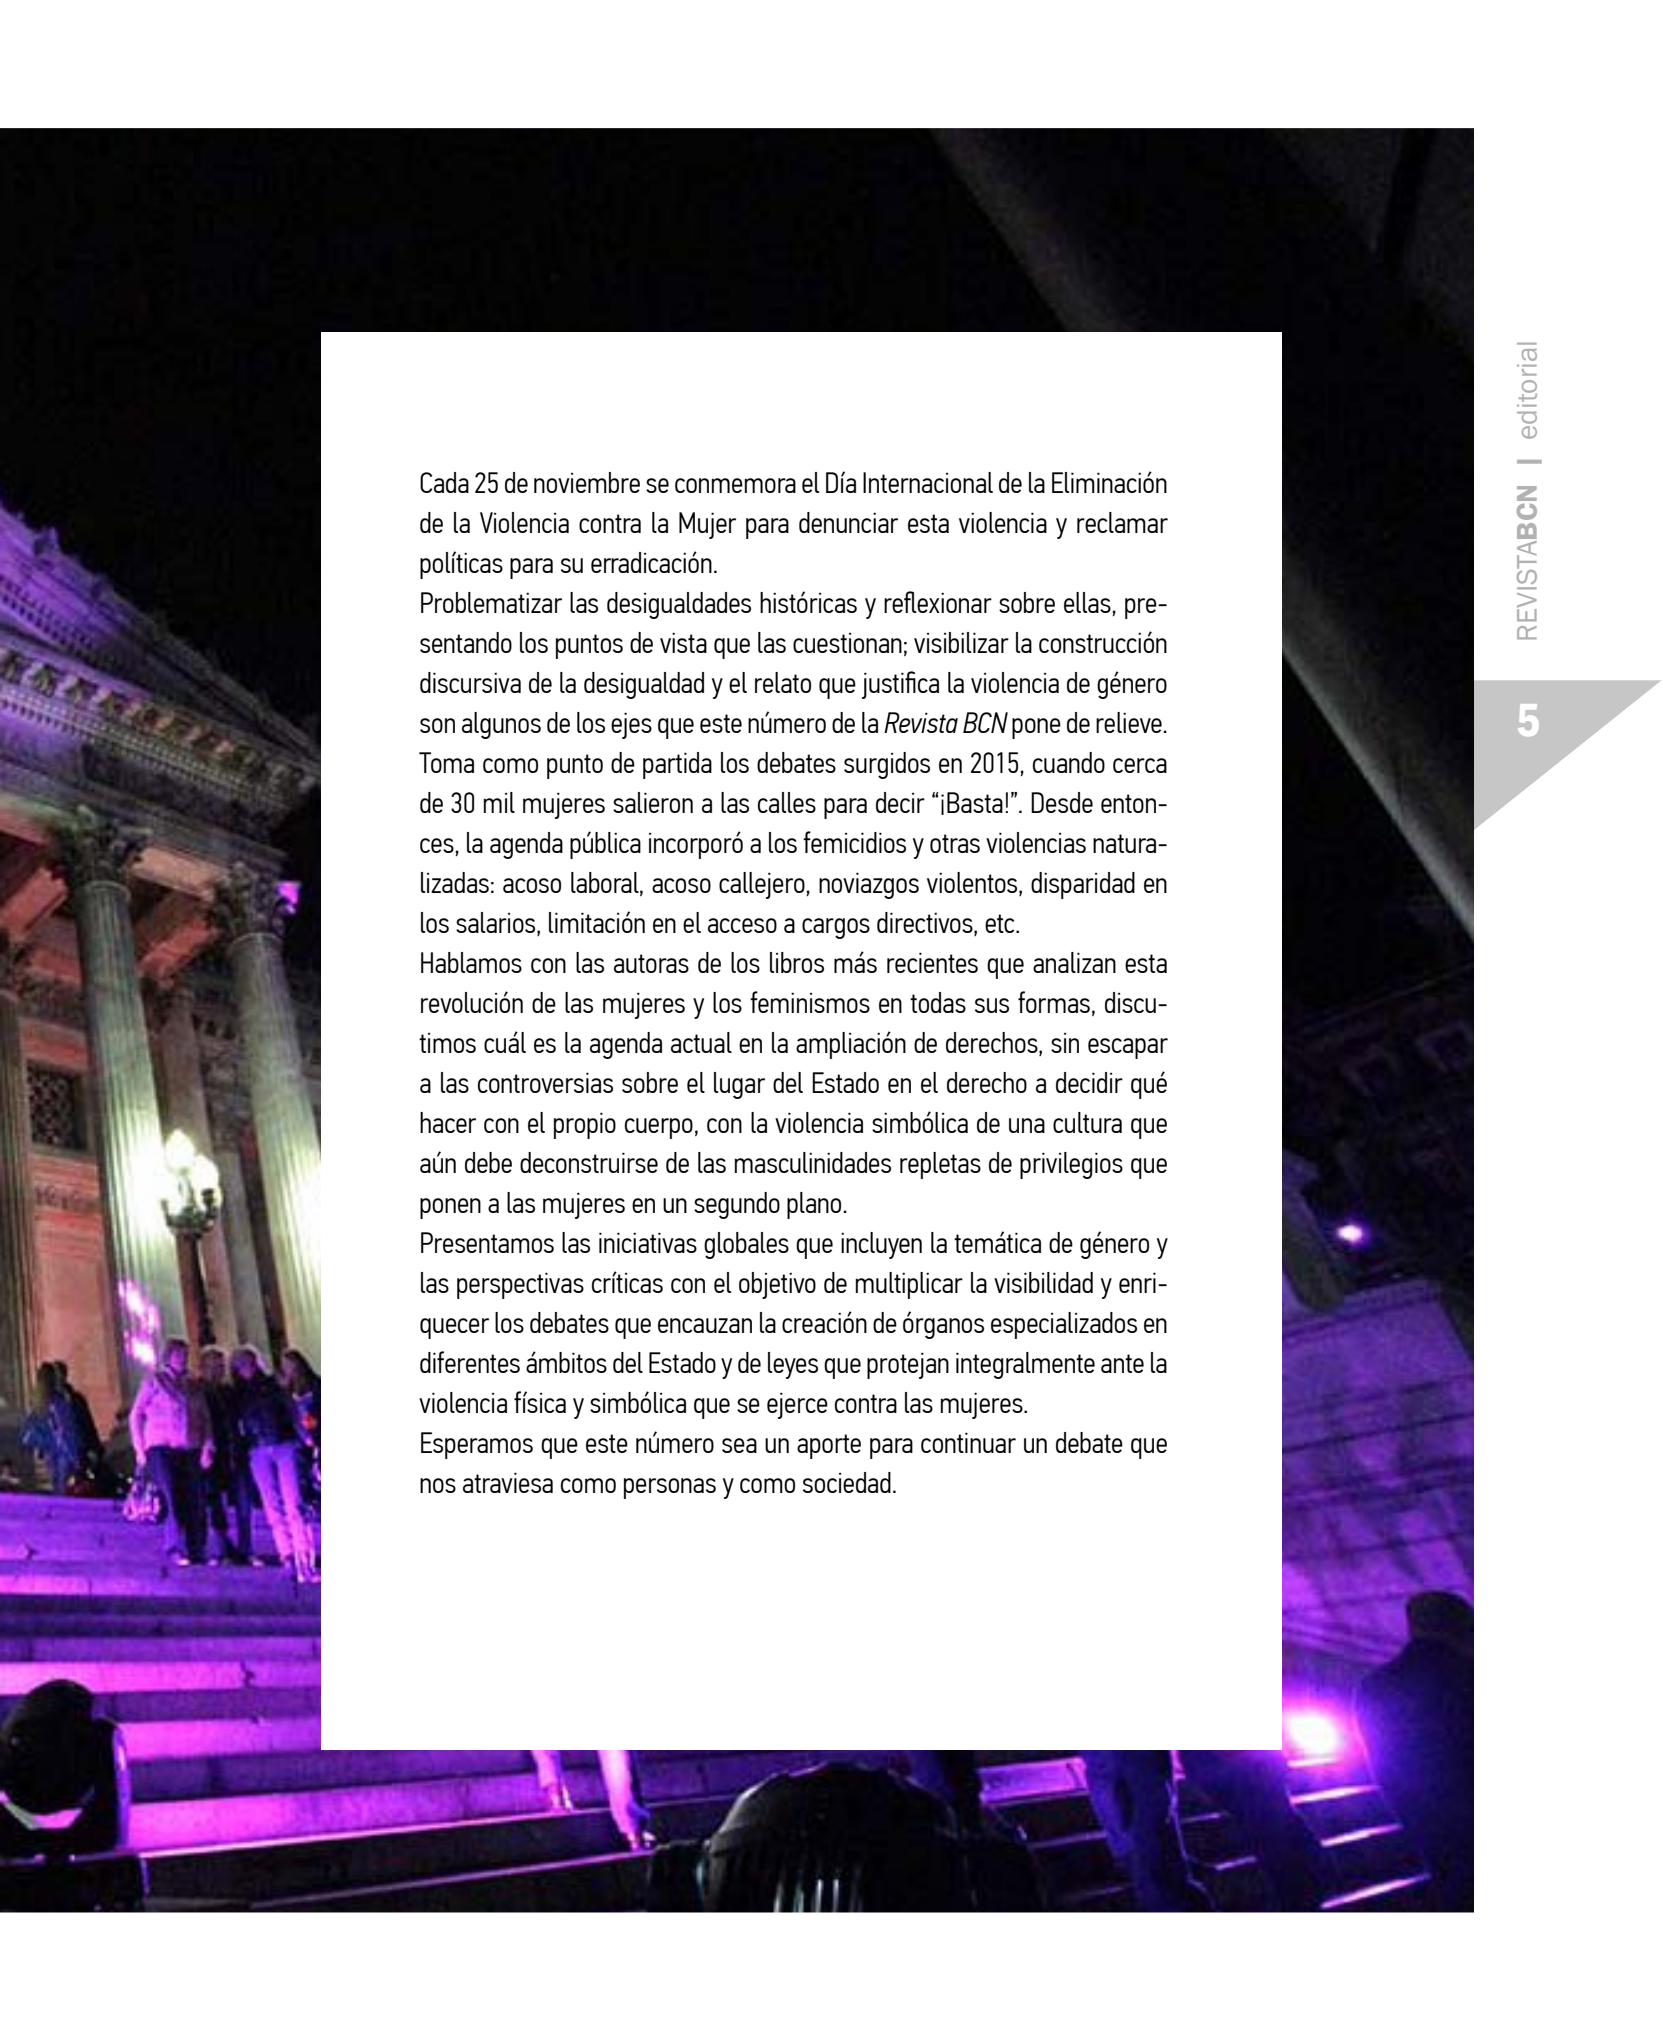 Cada 25 de noviembre se conmemora el Día Internacional de la Eliminación
de la Violencia contra la Mujer para denunciar esta violencia y reclamar
políticas para su erradicación.
Problematizar las desigualdades históricas y reflexionar sobre ellas, pre-
sentando los puntos de vista que las cuestionan; visibilizar la construcción
discursiva de la desigualdad y el relato que justifica la violencia de género
son algunos de los ejes que este número de la Revista BCN pone de relieve.
Toma como punto de partida los debates surgidos en 2015, cuando cerca
de 30 mil mujeres salieron a las calles para decir “¡Basta!”. Desde enton-
ces, la agenda pública incorporó a los femicidios y otras violencias natura-
lizadas: acoso laboral, acoso callejero, noviazgos violentos, disparidad en
los salarios, limitación en el acceso a cargos directivos, etc.
Hablamos con las autoras de los libros más recientes que analizan esta
revolución de las mujeres y los feminismos en todas sus formas, discu-
timos cuál es la agenda actual en la ampliación de derechos, sin escapar
a las controversias sobre el lugar del Estado en el derecho a decidir qué
hacer con el propio cuerpo, con la violencia simbólica de una cultura que
aún debe deconstruirse de las masculinidades repletas de privilegios que
ponen a las mujeres en un segundo plano.
Presentamos las iniciativas globales que incluyen la temática de género y
las perspectivas críticas con el objetivo de multiplicar la visibilidad y enri-
quecer los debates que encauzan la creación de órganos especializados en
diferentes ámbitos del Estado y de leyes que protejan integralmente ante la
violencia física y simbólica que se ejerce contra las mujeres.
Esperamos que este número sea un aporte para continuar un debate que
nos atraviesa como personas y como sociedad.
REVISTABCN | editorial
5